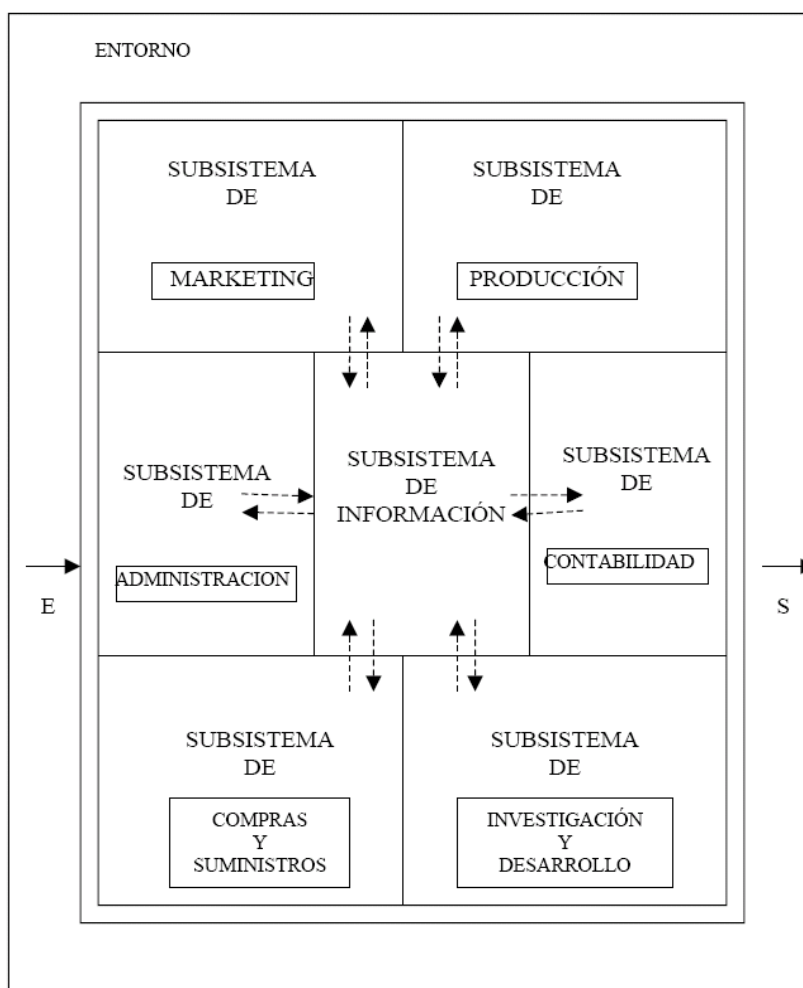 ENTORNO
SUBSISTEMA
DE
MARKETING
SUBSISTEMA
DE
PRODUCCIÓN
SUBSISTEMA
DE
ADMINISTRACION
SUBSISTEMA
DE
INFORMACIÓN
SUBSISTEMA
DE
CONTABILIDAD
E
S
SUBSISTEMA
DE
COMPRAS
Y
SUMINISTROS
SUBSISTEMA
DE
INVESTIGACIÓN
Y
DESARROLLO